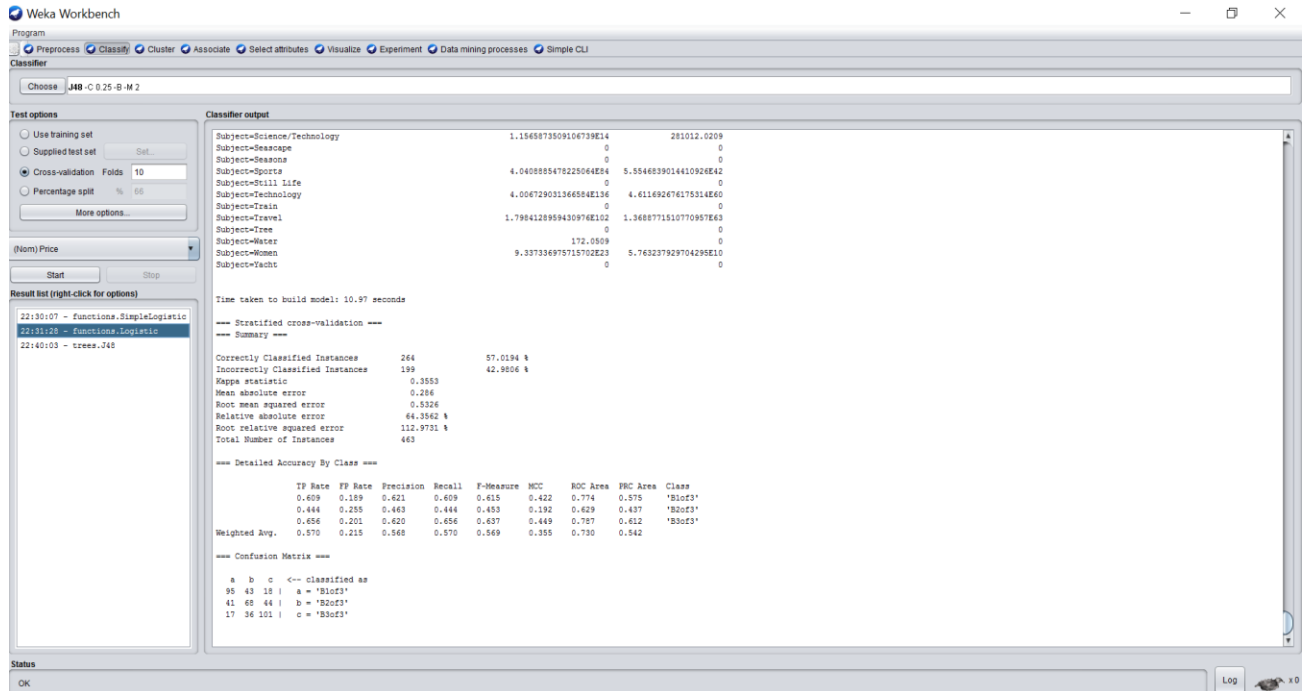 Weka Workbench
Program
Preprocess Classify Cluster Associate Select attributes Visualize Experiment Data mining processes Simple CLI
Classifier
Choose J48 -C 0.25 -B -M 2
Test options
Use training set
Supplied test set Set...
Cross-validation Folds 10
Percentage split % 66
More options...
(Nom) Price
Start Stop
Result list (right-click for options)
22:30:07 - functions.SimpleLogistic
22:31:28 - functions.Logistic
22:40:03 - trees.J48
Classifier output
Subject=Science/Technology 1.1565873509106739E14 281012.0209
Subject=Seascape 0 0
Subject=Seasons 0 0
Subject=Sports 4.0408885478225064E84 5.5546839014410926E42
Subject=Still Life 0 0
Subject=Technology 4.006729031366584E136 4.611692676175314E60
Subject=Train 0 0
Subject=Travel 1.7984128959430976E102 1.3688771510770957E63
Subject=Tree 0 0
Subject=Water 172.0509 0
Subject=Women 9.337336975715702E23 5.763237929704295E10
Subject=Yacht 0 0
Time taken to build model: 10.97 seconds
=== Stratified cross-validation ===
=== Summary ===
Correctly Classified Instances 264 57.0194 %
Incorrectly Classified Instances 199 42.9806 %
Kappa statistic 0.3553
Mean absolute error 0.286
Root mean squared error 0.5326
Relative absolute error 64.3562 %
Root relative squared error 112.9731 %
Total Number of Instances 463
=== Detailed Accuracy By Class ===
TP Rate FP Rate Precision Recall F-Measure MCC ROC Area PRC Area Class
0.609 0.189 0.621 0.609 0.615 0.422 0.774 0.575 'B1of3'
0.444 0.255 0.463 0.444 0.453 0.192 0.629 0.437 'B2of3'
0.656 0.201 0.620 0.656 0.637 0.449 0.787 0.612 'B3of3'
Weighted Avg. 0.570 0.215 0.568 0.570 0.569 0.355 0.730 0.542
=== Confusion Matrix ===
a b c <-- classified as
95 43 18 | a = 'B1of3'
41 68 44 | b = 'B2of3'
17 36 101 | c = 'B3of3'
Status
OK
Log x 0